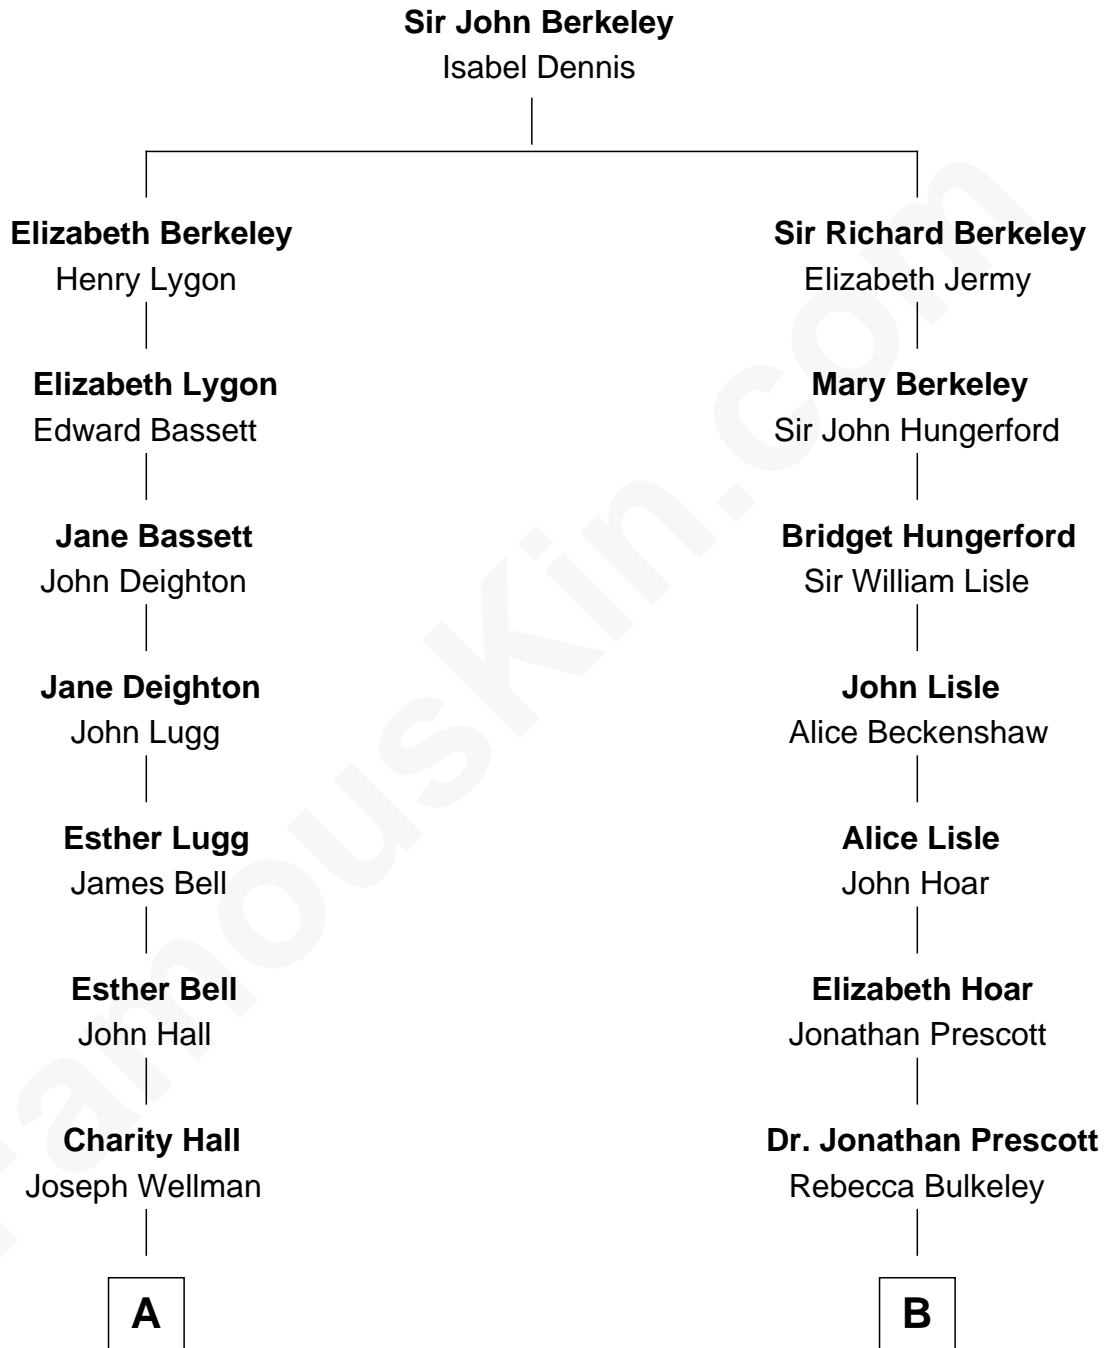 Sir John Berkeley
Isabel Dennis
Elizabeth Berkeley
Henry Lygon
Elizabeth Lygon
Edward Bassett
Jane Bassett
John Deighton
Jane Deighton
John Lugg
Esther Lugg
James Bell
Esther Bell
John Hall
Charity Hall
Joseph Wellman
A
Sir Richard Berkeley
Elizabeth Jermy
Mary Berkeley
Sir John Hungerford
Bridget Hungerford
Sir William Lisle
John Lisle
Alice Beckenshaw
Alice Lisle
John Hoar
Elizabeth Hoar
Jonathan Prescott
Dr. Jonathan Prescott
Rebecca Bulkeley
B
FamousKin.com